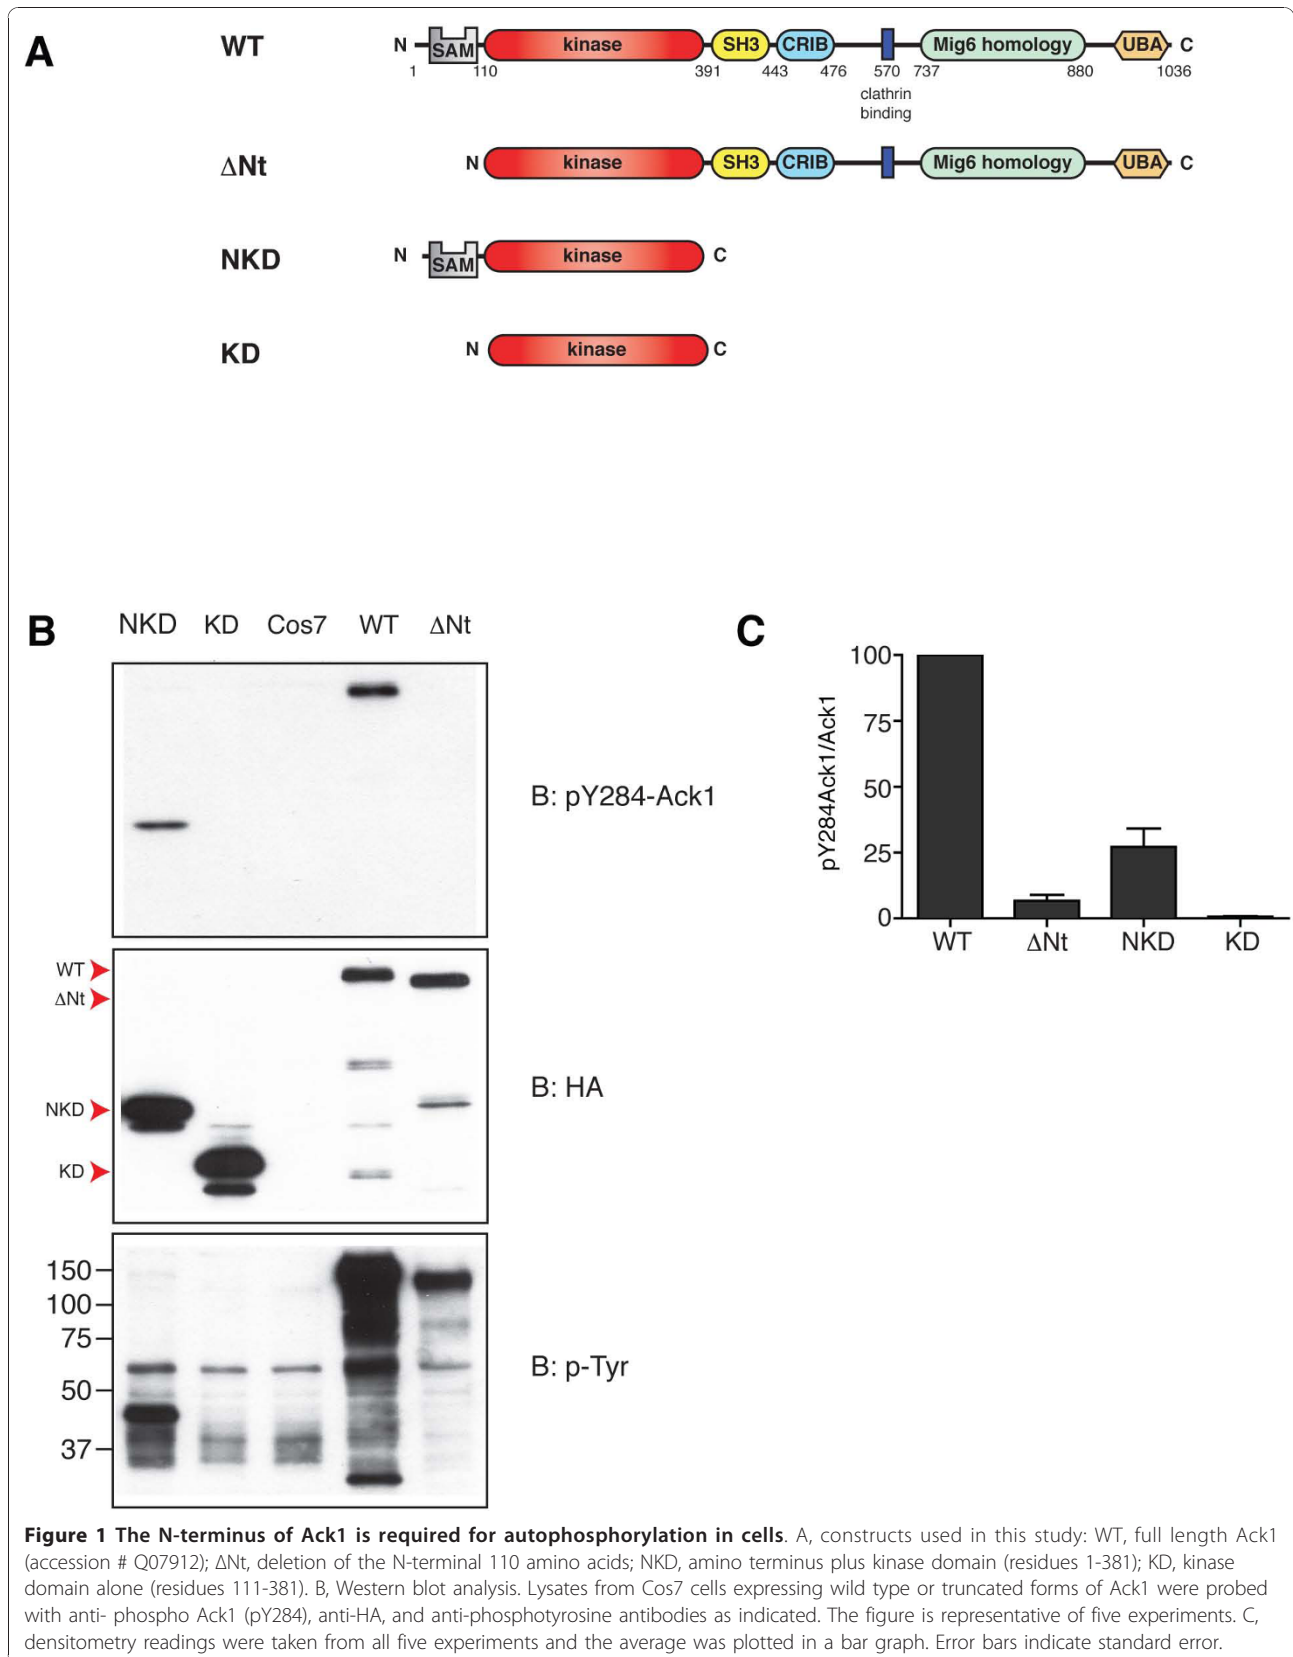 A
WT
N SAM kinase SH3 CRIB Mig6 homology UBA C
1 110 391 443 476 570 737 880 1036
clathrin
binding
ΔNt
N kinase SH3 CRIB Mig6 homology UBA C
NKD
N SAM kinase C
KD
N kinase C
B
NKD KD Cos7 WT ΔNt
B: pY284-Ack1
WT
ΔNt
NKD
KD
B: HA
150
100
75
50
37
B: p-Tyr
C
pY284Ack1/Ack1
100
75
50
25
0
WT ΔNt NKD KD
Figure 1 The N-terminus of Ack1 is required for autophosphorylation in cells. A, constructs used in this study: WT, full length Ack1
(accession # Q07912); ΔNt, deletion of the N-terminal 110 amino acids; NKD, amino terminus plus kinase domain (residues 1-381); KD, kinase
domain alone (residues 111-381). B, Western blot analysis. Lysates from Cos7 cells expressing wild type or truncated forms of Ack1 were probed
with anti- phospho Ack1 (pY284), anti-HA, and anti-phosphotyrosine antibodies as indicated. The figure is representative of five experiments. C,
densitometry readings were taken from all five experiments and the average was plotted in a bar graph. Error bars indicate standard error.